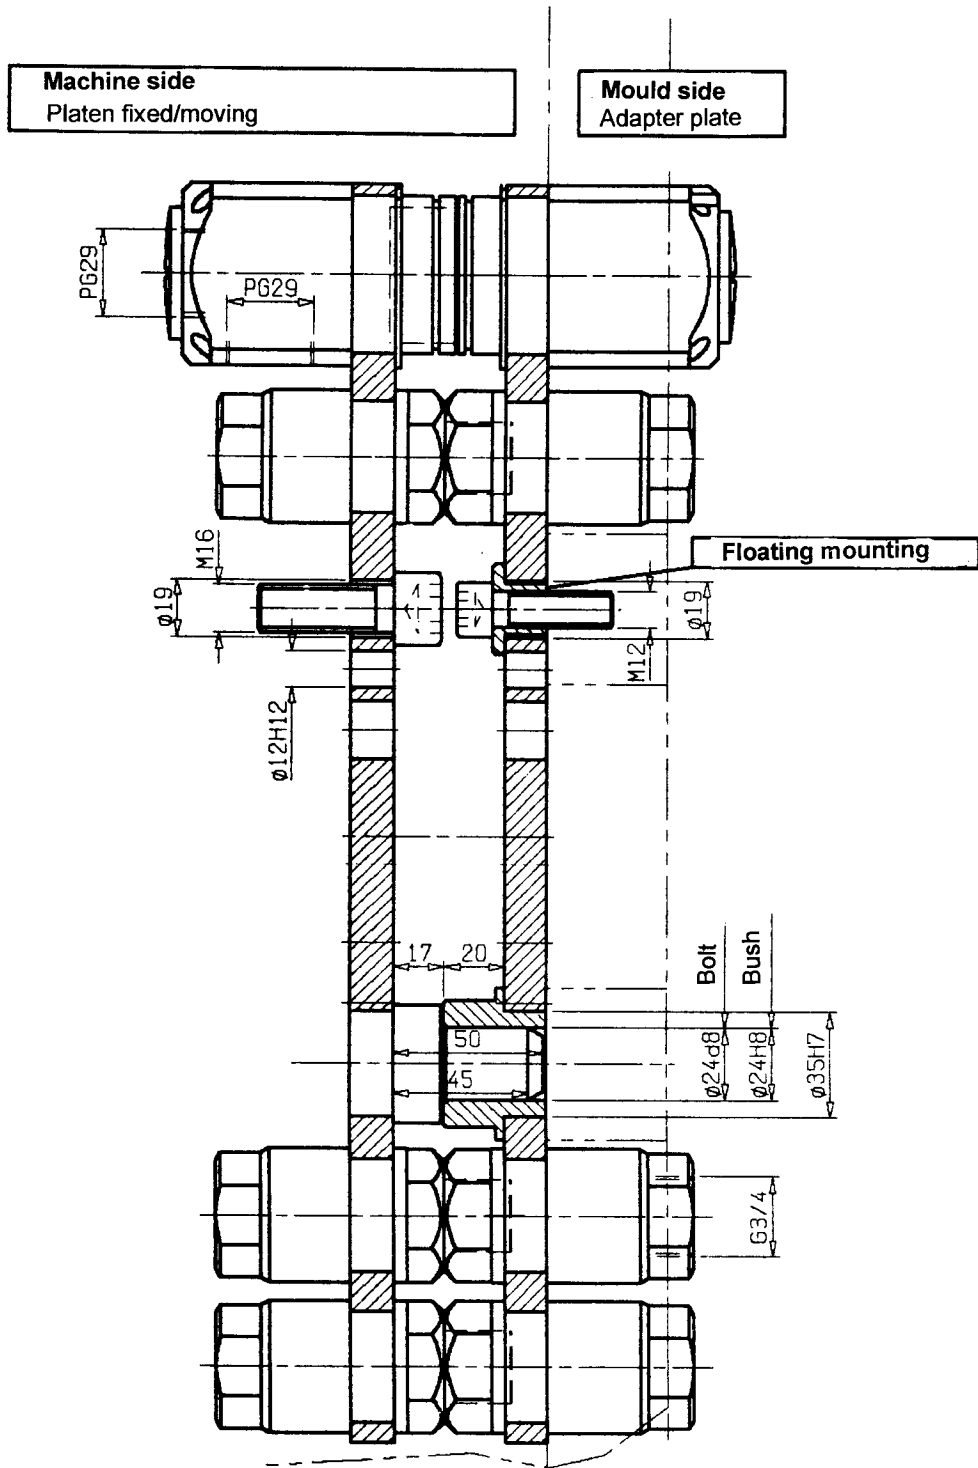 Machine side
Platen fixed/moving
Mould side
Adapter plate
PG29
PG29
Floating mounting
M16
ø19
ø19
M12
ø12H12
17
20
Bolt
Bush
50
45
ø24d8
ø24H8
ø35H7
G3/4